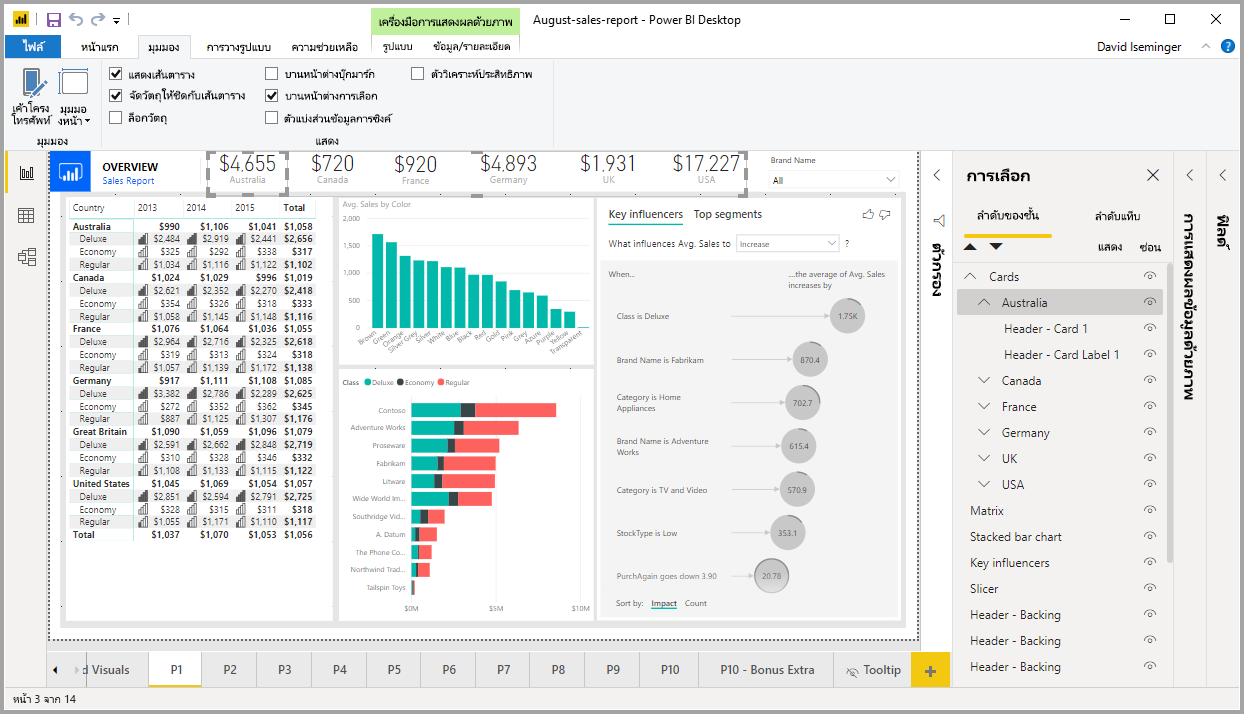 เครื่องมือการแสดงผลด้วยภาพ
August-sales-report - Power BI Desktop
ไฟล์ หน้าแรก มุมมอง การวางรูปแบบ ความช่วยเหลือ รูปแบบ ข้อมูล/รายละเอียด
David Iseminger
แสดงเส้นตาราง
จัดวัตถุให้ชิดกับเส้นตาราง
ล็อกวัตถุ
บานหน้าต่างบุ๊กมาร์ก
บานหน้าต่างการเลือก
ตัวแบ่งส่วนข้อมูลการซิงค์
ตัววิเคราะห์ประสิทธิภาพ
เค้าโครง
โทรศัพท์
มุมมอ
งหน้า
มุมมอง
แสดง
OVERVIEW
Sales Report
$4,655
Australia
$720
Canada
$920
France
$4,893
Germany
$1,931
UK
$17,227
USA
Brand Name
All
Country 2013 2014 2015 Total
Australia $990 $1,106 $1,041 $1,058
Deluxe $2,484 $2,919 $2,441 $2,656
Economy $325 $292 $338 $317
Regular $1,034 $1,116 $1,122 $1,102
Canada $1,024 $1,029 $996 $1,019
Deluxe $2,621 $2,352 $2,270 $2,418
Economy $354 $326 $318 $333
Regular $1,058 $1,145 $1,148 $1,116
France $1,076 $1,064 $1,036 $1,055
Deluxe $2,964 $2,716 $2,325 $2,618
Economy $319 $313 $324 $318
Regular $1,057 $1,139 $1,172 $1,138
Germany $917 $1,111 $1,108 $1,085
Deluxe $3,382 $2,786 $2,289 $2,625
Economy $272 $352 $362 $345
Regular $887 $1,125 $1,307 $1,176
Great Britain $1,090 $1,059 $1,096 $1,079
Deluxe $2,591 $2,662 $2,848 $2,719
Economy $310 $328 $346 $332
Regular $1,108 $1,133 $1,115 $1,122
United States $1,045 $1,069 $1,054 $1,057
Deluxe $2,851 $2,594 $2,791 $2,725
Economy $328 $315 $311 $318
Regular $1,055 $1,171 $1,110 $1,117
Total $1,037 $1,070 $1,053 $1,056
Avg. Sales by Color
2,000
1,500
1,000
500
0
Brown Green Orange Silver Grey Silver White Blue Black Red Gold Pink Grey Azure Purple Yellow Transparent
Class Deluxe Economy Regular
Contoso
Adventure Works
Proseware
Fabrikam
Litware
Wide World Im...
Southridge Vid...
A. Datum
The Phone Co...
Northwind Trad...
Tailspin Toys
$0M $5M $10M
Key influencers Top segments
What influences Avg. Sales to Increase ?
When...
...the average of Avg. Sales
increases by
Class is Deluxe 1.75K
Brand Name is Fabrikam 870.4
Category is Home
Appliances 702.7
Brand Name is Adventure
Works 615.4
Category is TV and Video 570.9
StockType is Low 353.1
PurchAgain goes down 3.90 20.78
Sort by: Impact Count
ตัวกรอง
การเลือก
ลำดับของชั้น ลำดับแท็บ
แสดง ซ่อน
Cards
Australia
Header - Card 1
Header - Card Label 1
Canada
France
Germany
UK
USA
Matrix
Stacked bar chart
Key influencers
Slicer
Header - Backing
Header - Backing
Header - Backing
การแสดงผลข้อมูลด้วยภาพ
ฟิลด์
d Visuals P1 P2 P3 P4 P5 P6 P7 P8 P9 P10 P10 - Bonus Extra Tooltip +
หน้า 3 จาก 14